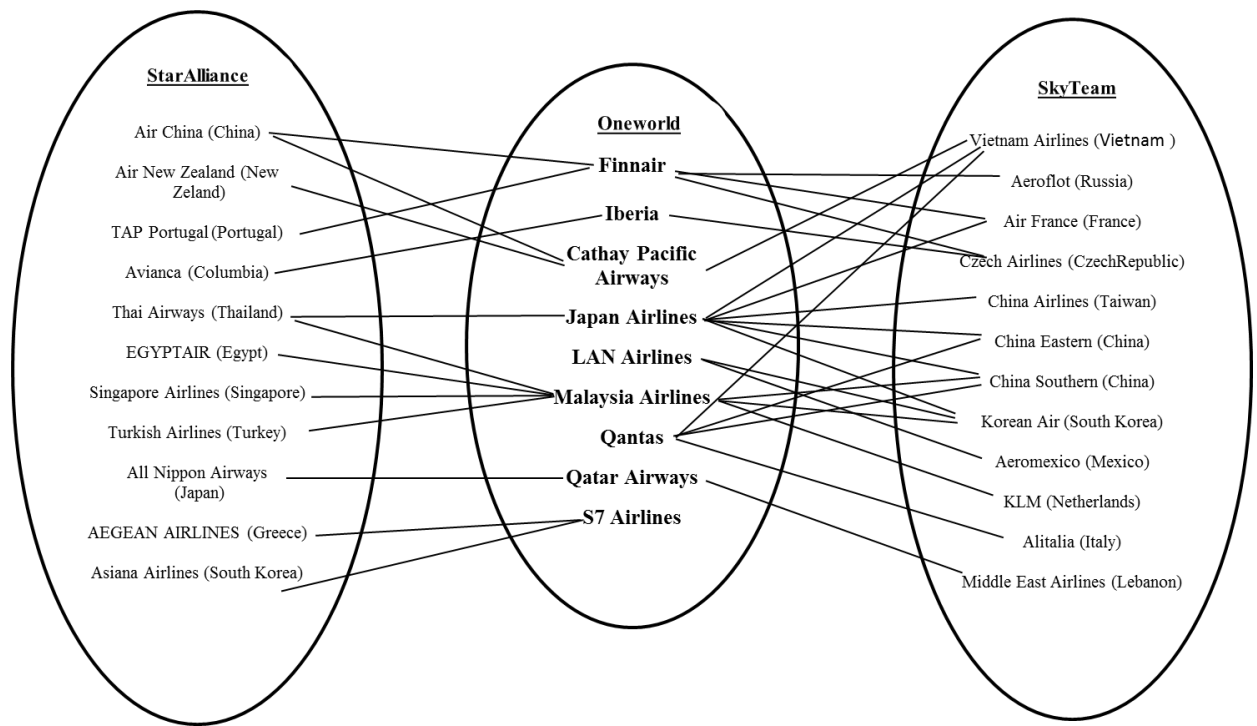 StarAlliance
Air China (China)
Air New Zealand (New
Zeland)
TAP Portugal (Portugal)
Avianca (Columbia)
Thai Airways (Thailand)
EGYPTAIR (Egypt)
Singapore Airlines (Singapore)
Turkish Airlines (Turkey)
All Nippon Airways
(Japan)
AEGEAN AIRLINES (Greece)
Asiana Airlines (South Korea)
Oneworld
Finnair
Iberia
Cathay Pacific
Airways
Japan Airlines
LAN Airlines
Malaysia Airlines
Qantas
Qatar Airways
S7 Airlines
SkyTeam
Vietnam Airlines (Vietnam )
Aeroflot (Russia)
Air France (France)
Czech Airlines (CzechRepublic)
China Airlines (Taiwan)
China Eastern (China)
China Southern (China)
Korean Air (South Korea)
Aeromexico (Mexico)
KLM (Netherlands)
Alitalia (Italy)
Middle East Airlines (Lebanon)